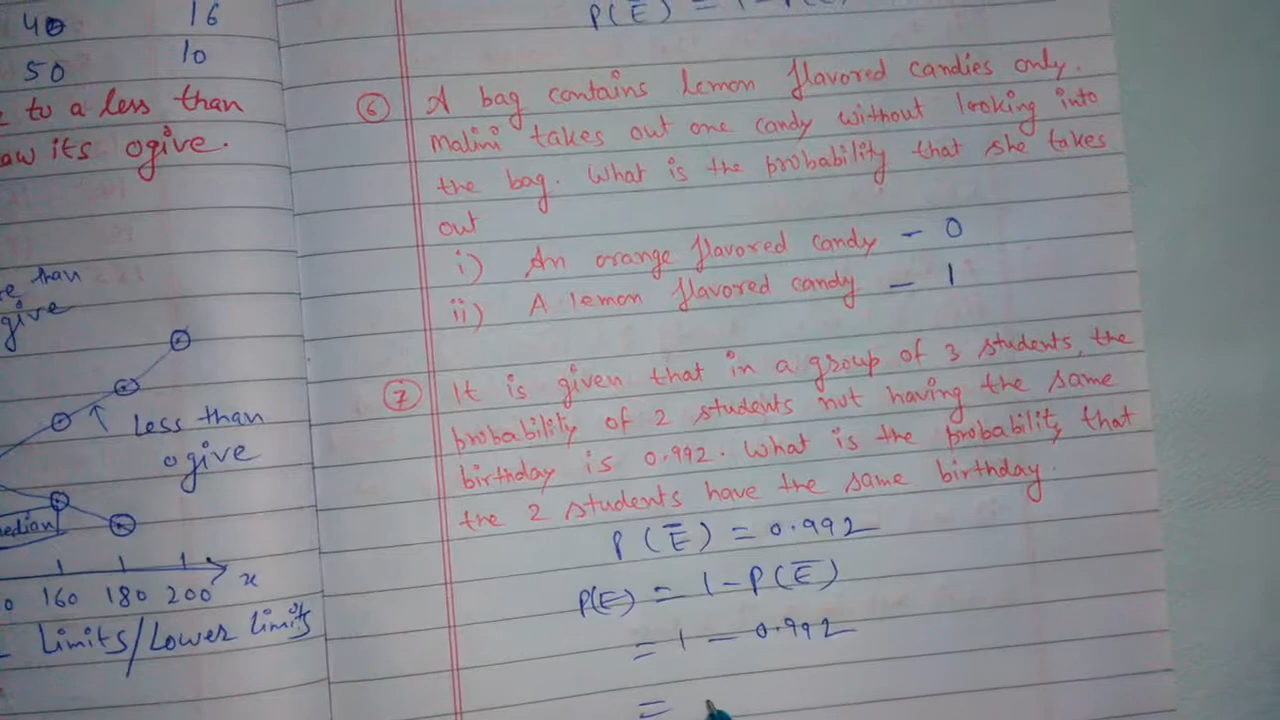 40 16
50 10
to a less than
aw its ogive.
e than
give
Less than
ogive
edian
160 180 200 x
Limits/Lower limits
P(E̅) = 1 - P(
⑥ A bag contains lemon flavored candies only.
Malini takes out one candy without looking into
the bag. What is the probability that she takes
out
i) An orange flavored candy - 0
ii) A lemon flavored candy - 1
⑦ It is given that in a group of 3 students, the
probability of 2 students not having the same
birthday is 0.992. What is the probability that
the 2 students have the same birthday.
P(E̅) = 0.992
P(E) = 1 - P(E̅)
= 1 - 0.992
=